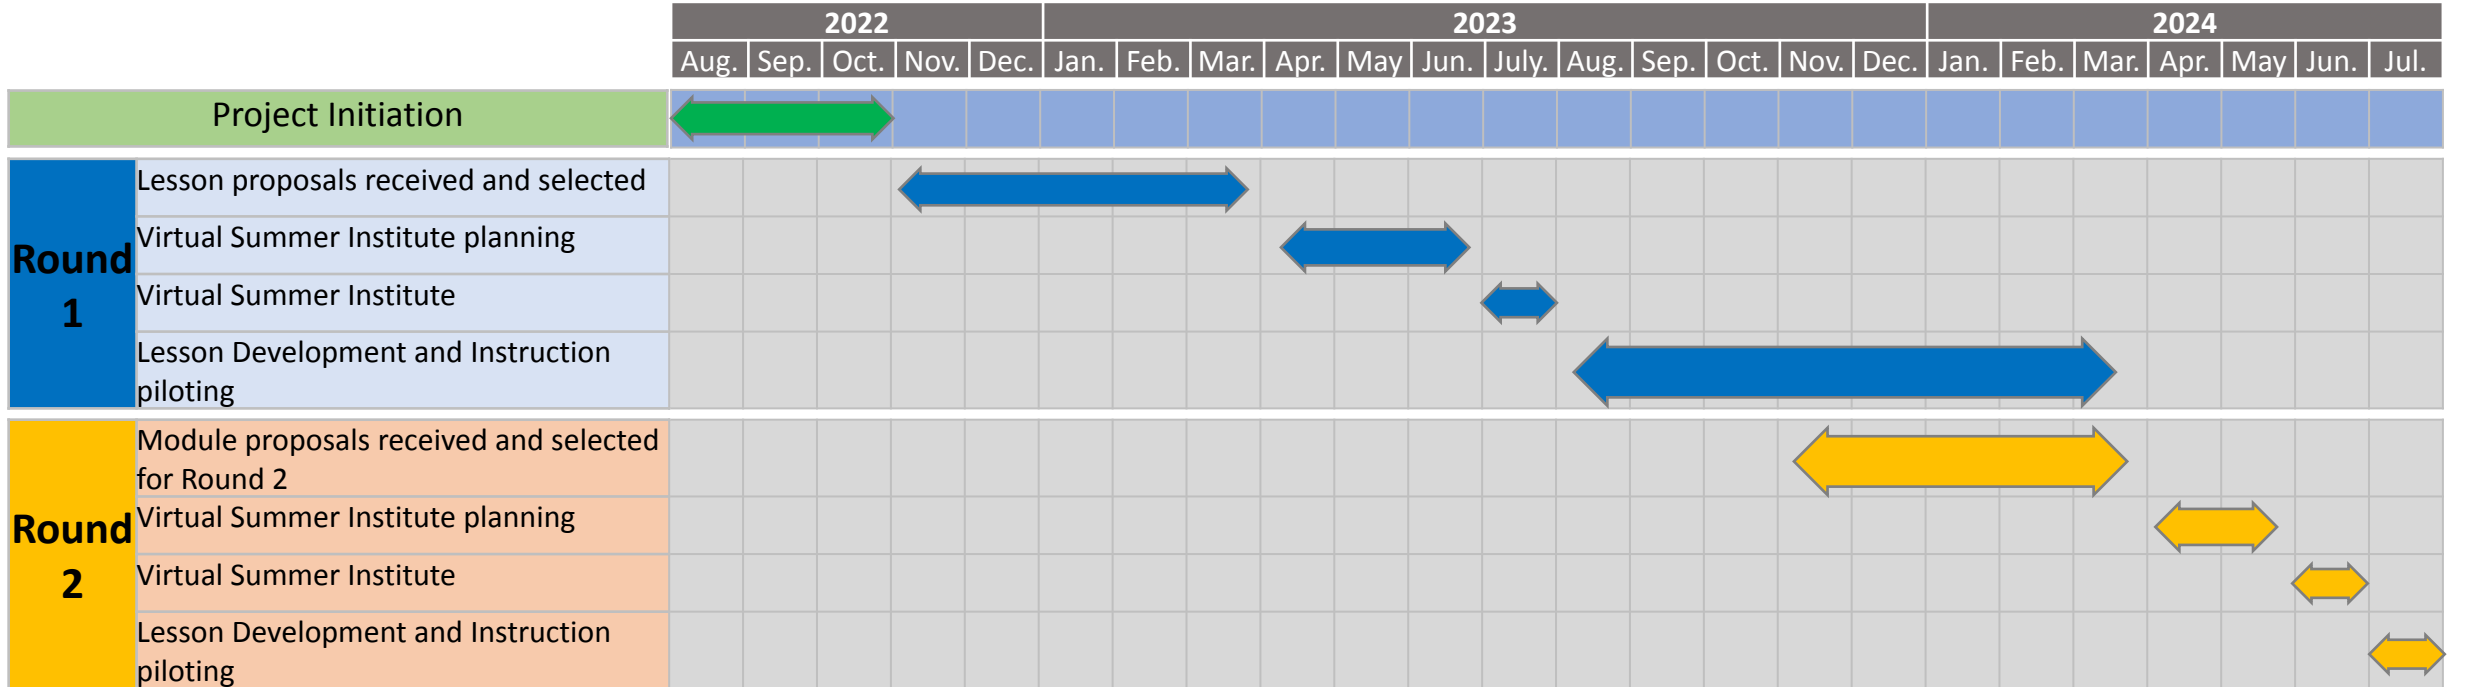 2022 2023 2024
Aug. Sep. Oct. Nov. Dec. Jan. Feb. Mar. Apr. May Jun. July. Aug. Sep. Oct. Nov. Dec. Jan. Feb. Mar. Apr. May Jun. Jul.
Project Initiation
Round
1
Lesson proposals received and selected
Virtual Summer Institute planning
Virtual Summer Institute
Lesson Development and Instruction
piloting
Round
2
Module proposals received and selected
for Round 2
Virtual Summer Institute planning
Virtual Summer Institute
Lesson Development and Instruction
piloting